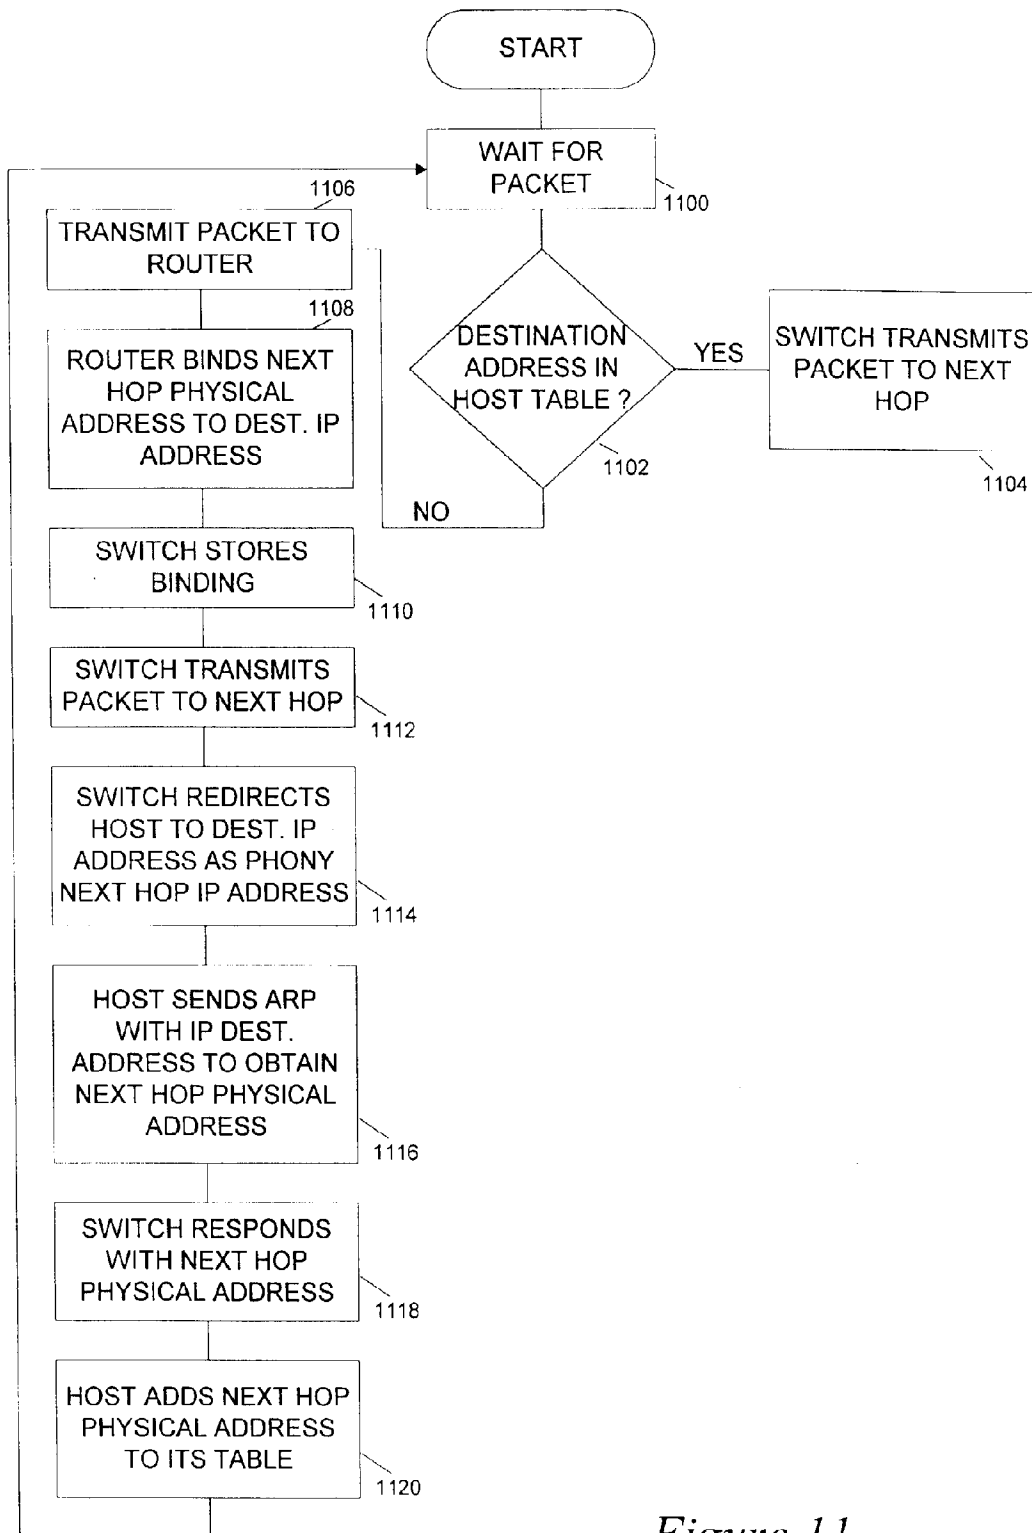 START
WAIT FOR
PACKET
1100
1106
TRANSMIT PACKET TO
ROUTER
1108
DESTINATION
ADDRESS IN
HOST TABLE ?
1102
YES
SWITCH TRANSMITS
PACKET TO NEXT
HOP
1104
NO
ROUTER BINDS NEXT
HOP PHYSICAL
ADDRESS TO DEST. IP
ADDRESS
SWITCH STORES
BINDING
1110
SWITCH TRANSMITS
PACKET TO NEXT HOP
1112
SWITCH REDIRECTS
HOST TO DEST. IP
ADDRESS AS PHONY
NEXT HOP IP ADDRESS
1114
HOST SENDS ARP
WITH IP DEST.
ADDRESS TO OBTAIN
NEXT HOP PHYSICAL
ADDRESS
1116
SWITCH RESPONDS
WITH NEXT HOP
PHYSICAL ADDRESS
1118
HOST ADDS NEXT HOP
PHYSICAL ADDRESS
TO ITS TABLE
1120
Figure 11